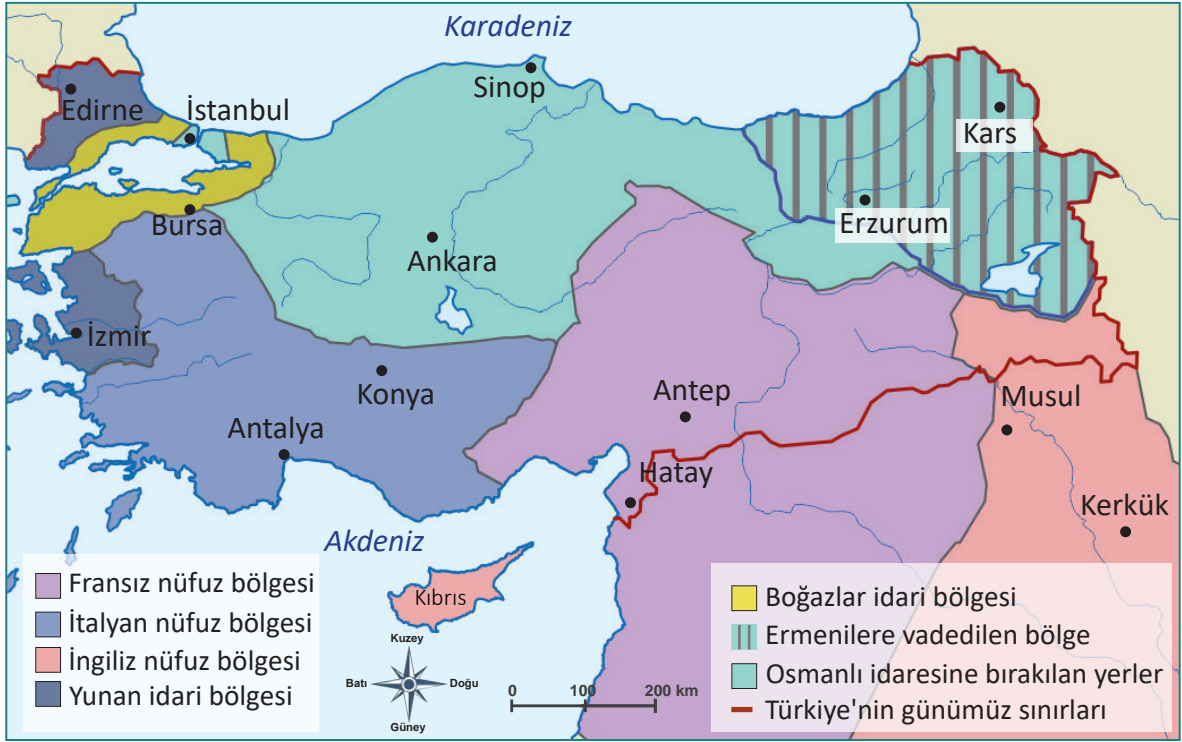 Karadeniz
Sinop
Edirne
İstanbul
Kars
Bursa
Erzurum
Ankara
İzmir
Konya
Antep
Musul
Antalya
Hatay
Kerkük
Akdeniz
Kıbrıs
Fransız nüfuz bölgesi
İtalyan nüfuz bölgesi
İngiliz nüfuz bölgesi
Yunan idari bölgesi
Kuzey
Batı
Doğu
Güney
0 100 200 km
Boğazlar idari bölgesi
Ermenilere vadedilen bölge
Osmanlı idaresine bırakılan yerler
Türkiye'nin günümüz sınırları